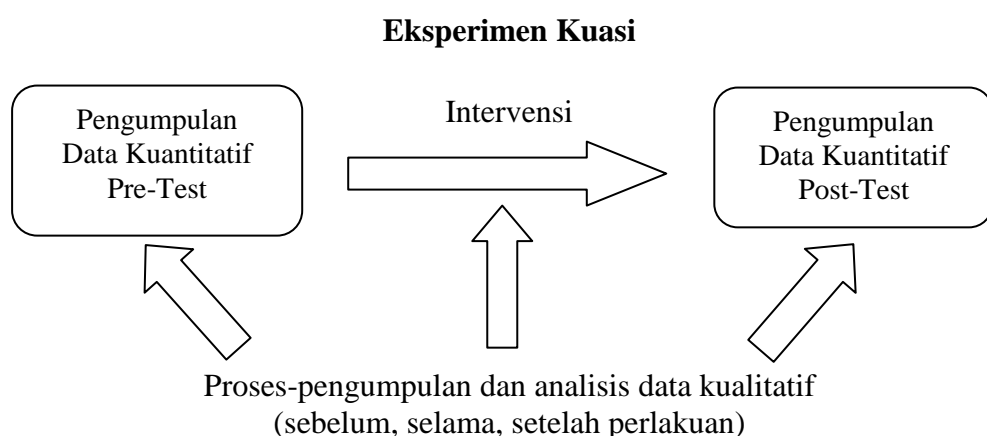 Eksperimen Kuasi
Pengumpulan
Data Kuantitatif
Pre-Test
Intervensi
Pengumpulan
Data Kuantitatif
Post-Test
Proses-pengumpulan dan analisis data kualitatif
(sebelum, selama, setelah perlakuan)